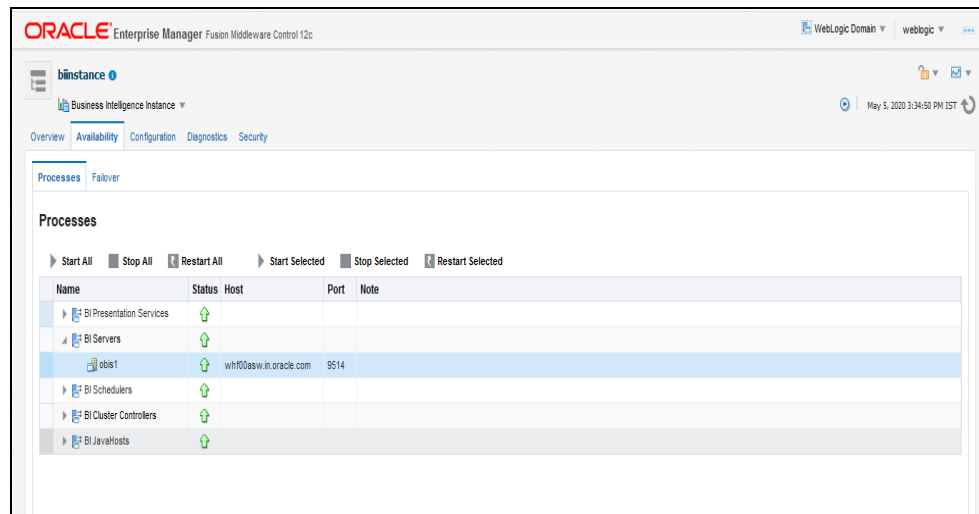 ORACLE Enterprise Manager Fusion Middleware Control 12c WebLogic Domain weblogic
biinstance
Business Intelligence Instance May 5, 2020 3:34:50 PM IST
Overview Availability Configuration Diagnostics Security
Processes Failover
Processes
Start All Stop All Restart All Start Selected Stop Selected Restart Selected
Name Status Host Port Note
BI Presentation Services
BI Servers
obis1 whf00asw.in.oracle.com 9514
BI Schedulers
BI Cluster Controllers
BI JavaHosts